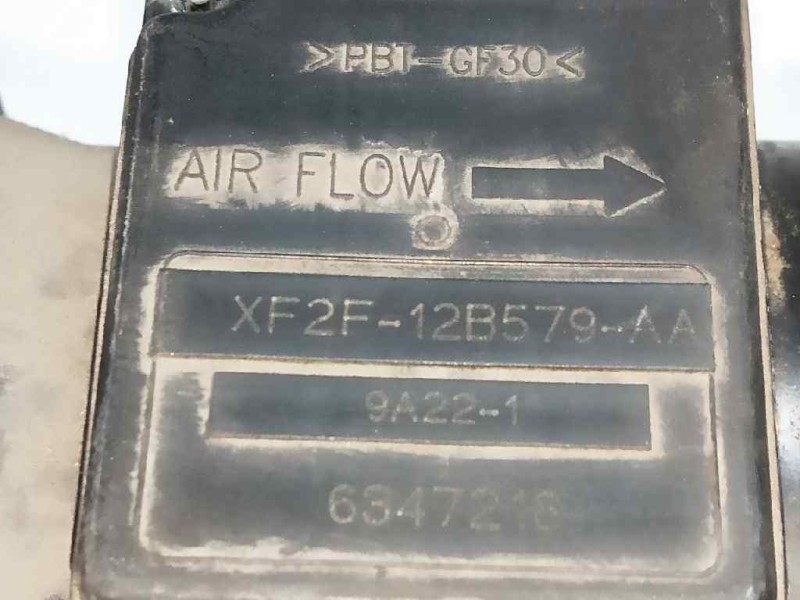 >PBT-GF30<
AIR FLOW
XF2F-12B579-AA
9A22-1
6347216